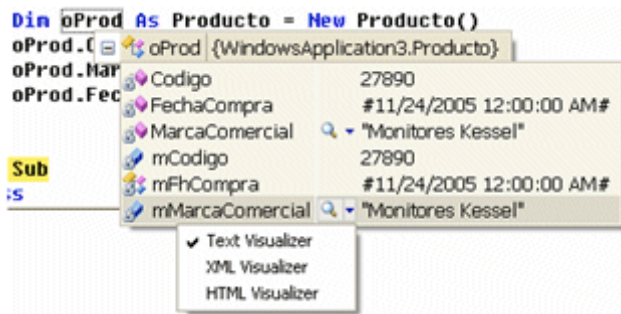 Dim oProd As Producto = New Producto()
oProd.C oProd {WindowsApplication3.Producto}
oProd.Mar Codigo 27890
oProd.Fec FechaCompra #11/24/2005 12:00:00 AM#
MarcaComercial "Monitores Kessel"
mCodigo 27890
Sub mFhCompra #11/24/2005 12:00:00 AM#
ss mMarcaComercial "Monitores Kessel"
Text Visualizer
XML Visualizer
HTML Visualizer